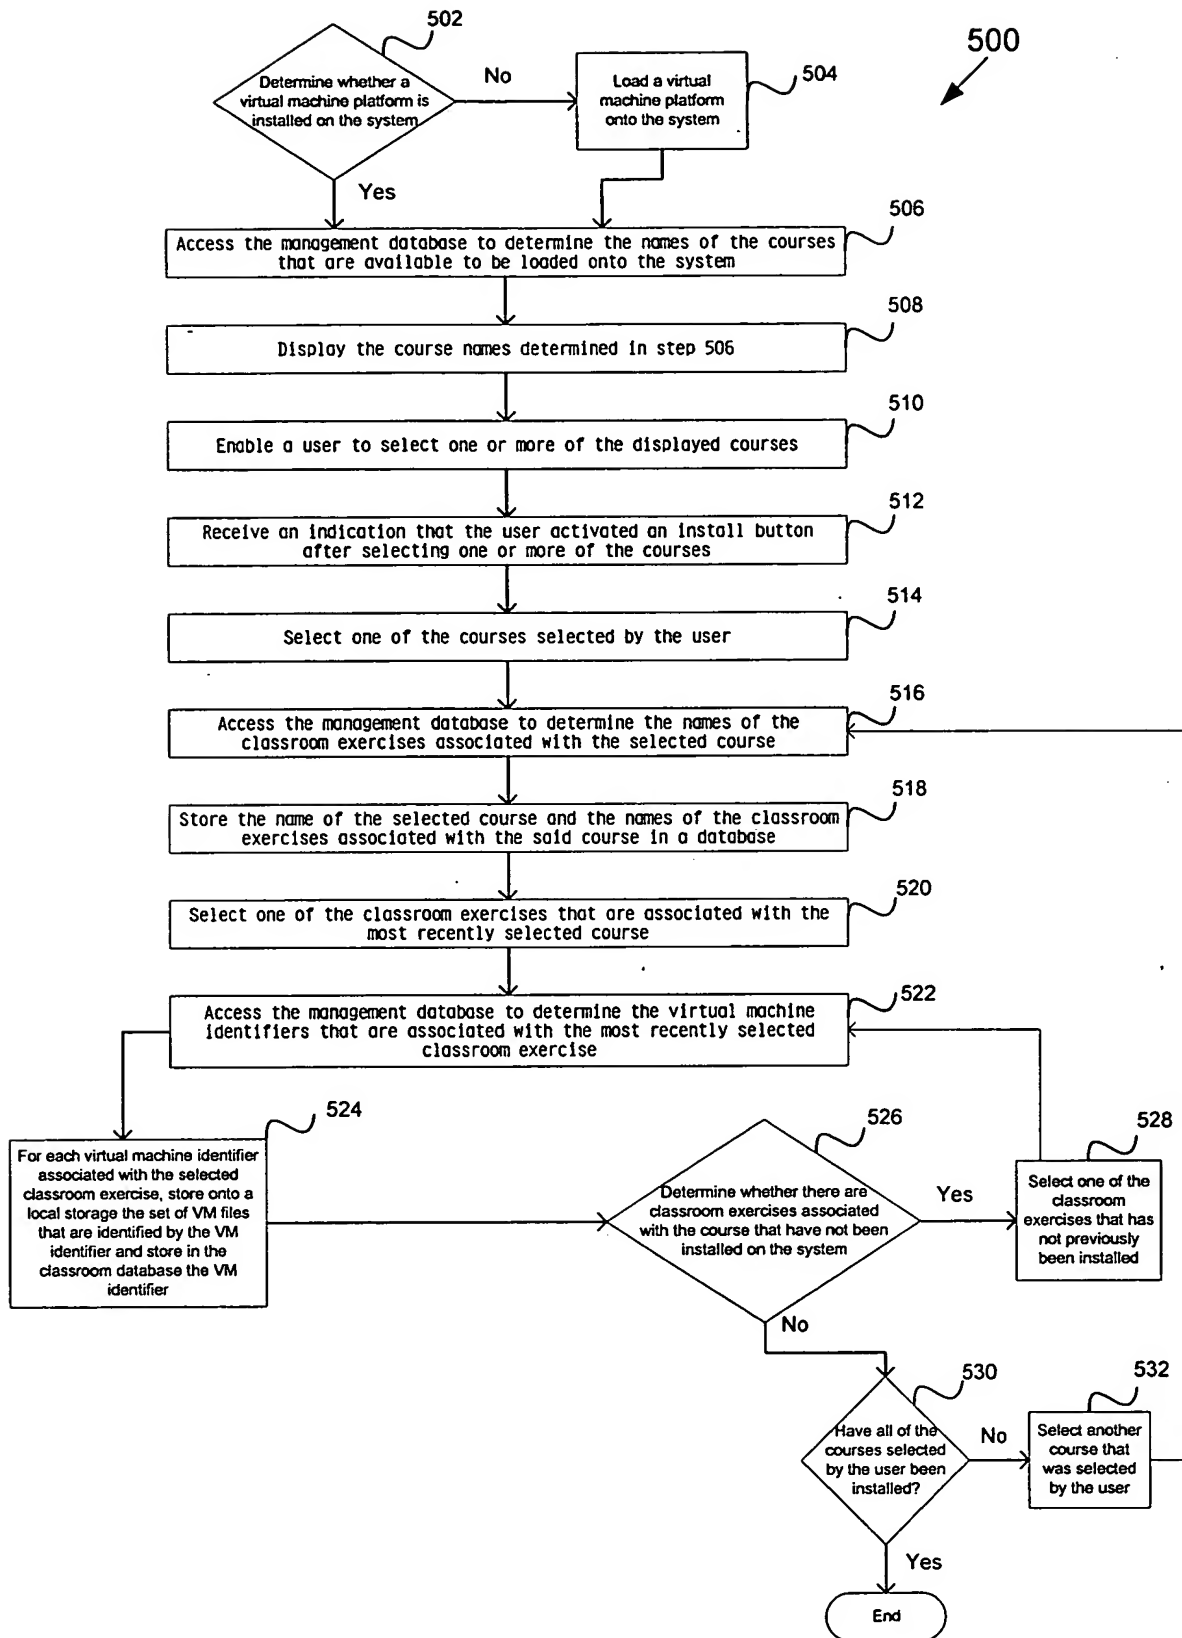 502
500
Determine whether a
virtual machine platform is
installed on the system
No
Load a virtual
machine platform
onto the system
504
Yes
506
Access the management database to determine the names of the courses
that are available to be loaded onto the system
508
Display the course names determined in step 506
510
Enable a user to select one or more of the displayed courses
512
Receive an indication that the user activated an install button
after selecting one or more of the courses
514
Select one of the courses selected by the user
516
Access the management database to determine the names of the
classroom exercises associated with the selected course
518
Store the name of the selected course and the names of the classroom
exercises associated with the said course in a database
520
Select one of the classroom exercises that are associated with the
most recently selected course
522
Access the management database to determine the virtual machine
identifiers that are associated with the most recently selected
classroom exercise
524
For each virtual machine identifier
associated with the selected
classroom exercise, store onto a
local storage the set of VM files
that are identified by the VM
identifier and store in the
classroom database the VM
identifier
526
Determine whether there are
classroom exercises associated
with the course that have not been
installed on the system
Yes
528
Select one of the
classroom
exercises that has
not previously
been installed
No
530
Have all of the
courses selected
by the user been
installed?
No
532
Select another
course that
was selected
by the user
Yes
End